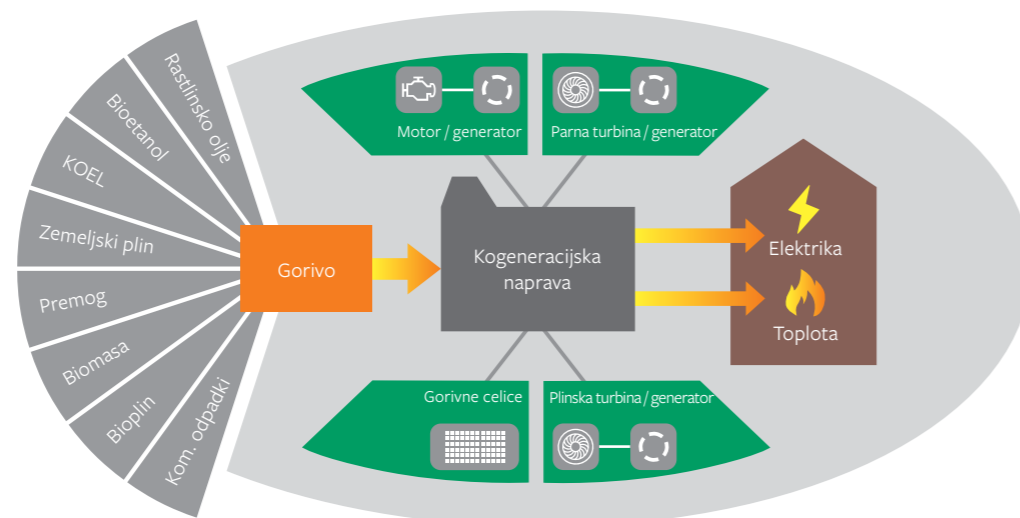 Rastlinsko olje
Bioetanol
KOEL
Zemeljski plin
Premog
Biomasa
Bioplin
Kom. odpadki
Gorivo
Motor / generator
Parna turbina / generator
Kogeneracijska
naprava
Elektrika
Toplota
Gorivne celice
Plinska turbina / generator